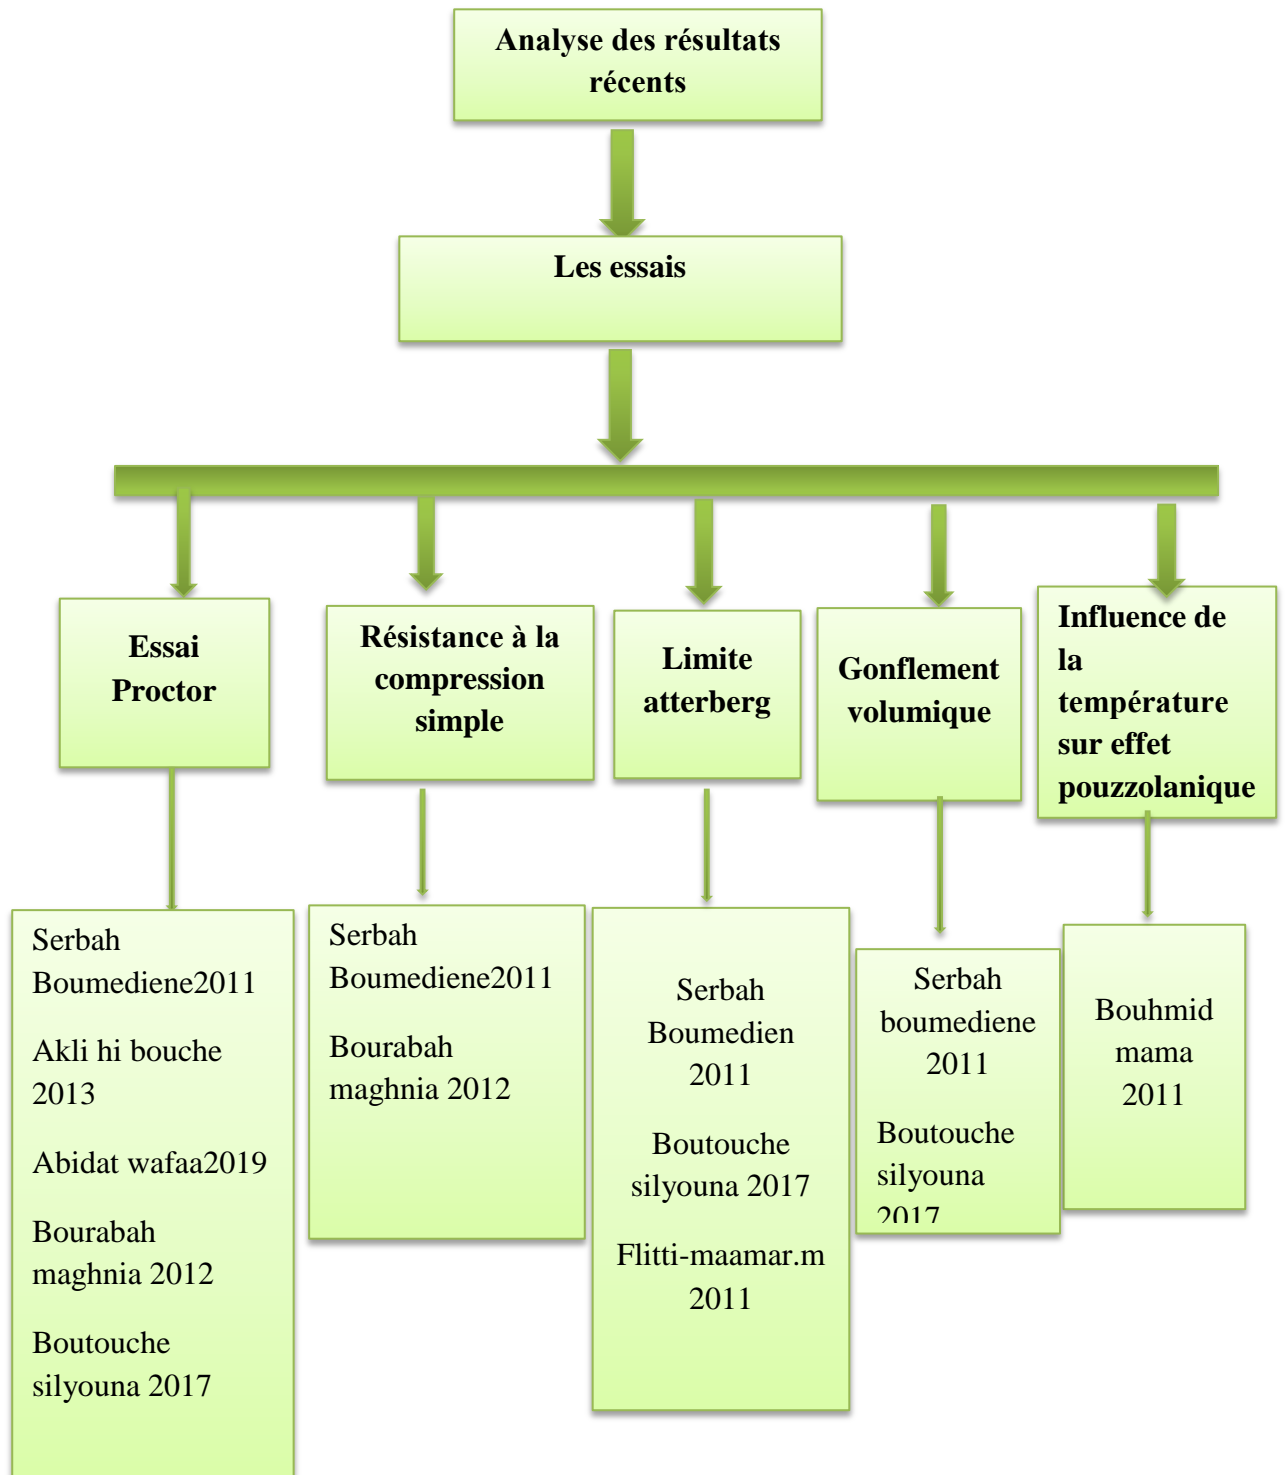 Analyse des résultats
récents
Les essais
Essai
Proctor
Résistance à la
compression
simple
Limite
atterberg
Gonflement
volumique
Influence de
la
température
sur effet
pouzzolanique
Serbah
Boumediene2011
Akli hi bouche
2013
Abidat wafaa2019
Bourabah
maghnia 2012
Boutouche
silyouna 2017
Serbah
Boumediene2011
Bourabah
maghnia 2012
Serbah
Boumedien
2011
Boutouche
silyouna 2017
Flitti-maamar.m
2011
Serbah
boumediene
2011
Boutouche
silyouna
2017
Bouhmid
mama
2011